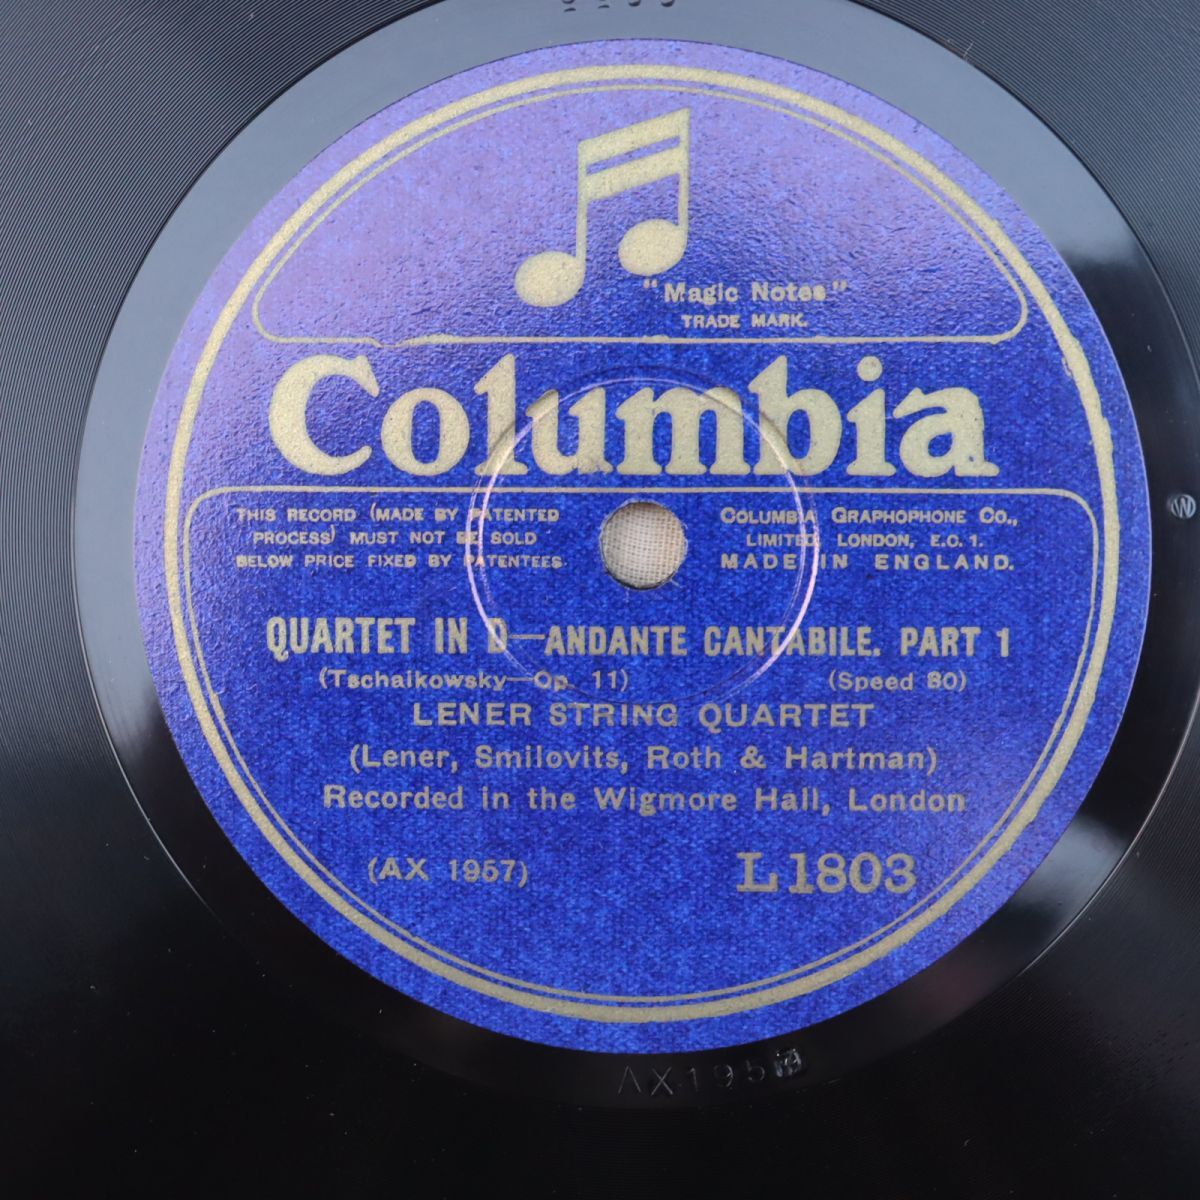 "Magic Notes"
TRADE MARK.
Columbia
THIS RECORD (MADE BY PATENTED
PROCESS) MUST NOT BE SOLD
BELOW PRICE FIXED BY PATENTEES.
COLUMBIA GRAPHOPHONE CO.,
LIMITED, LONDON, E.C. 1.
MADE IN ENGLAND.
QUARTET IN D—ANDANTE CANTABILE. PART 1
(Tschaikowsky—Op. 11) (Speed 80)
LENER STRING QUARTET
(Lener, Smilovits, Roth & Hartman)
Recorded in the Wigmore Hall, London
(AX 1957) L1803
W